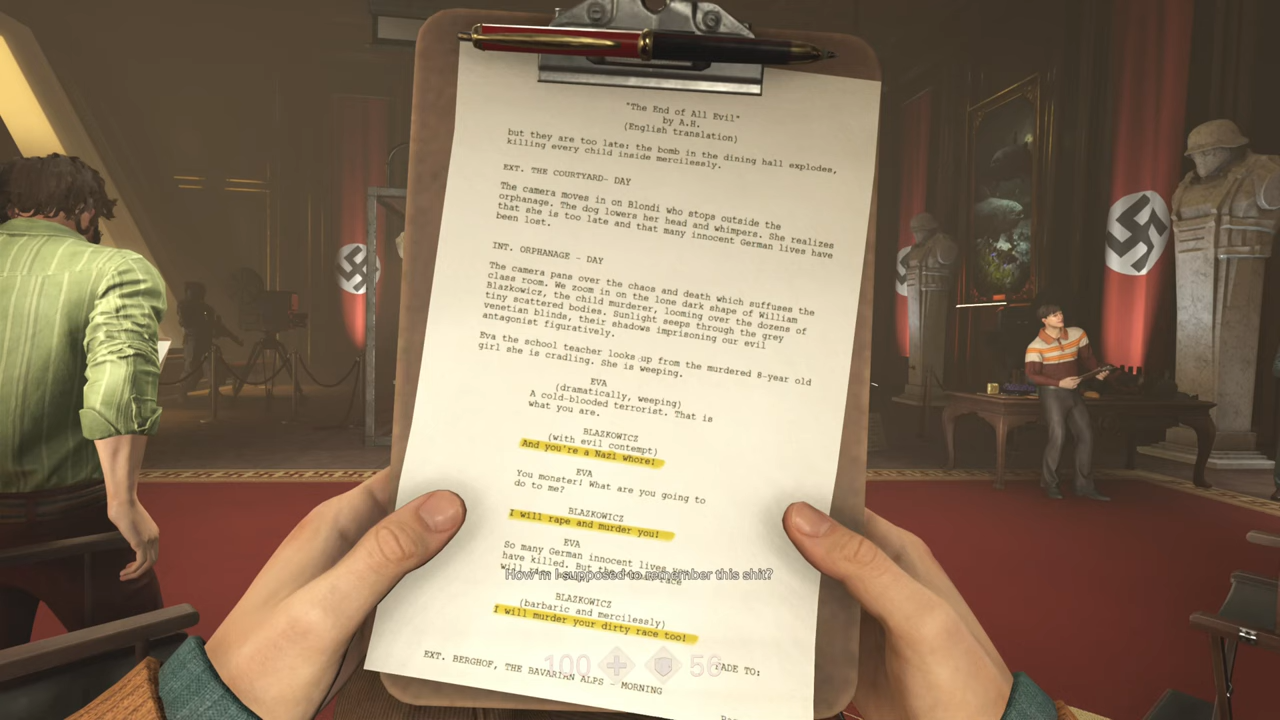 "The End of All Evil"
by A.H.
(English translation)
but they are too late: the bomb in the dining hall explodes,
killing every child inside mercilessly.
EXT. THE COURTYARD- DAY
The camera moves in on Blondi who stops outside the
orphanage. The dog lowers her head and whimpers. She realizes
that she is too late and that many innocent German lives have
been lost.
INT. ORPHANAGE - DAY
The camera pans over the chaos and death which suffuses the
class room. We zoom in on the lone dark shape of William
Blazkowicz, the child murderer, looming over the dozens of
tiny scattered bodies. Sunlight seeps through the grey
venetian blinds, their shadows imprisoning our evil
antagonist figuratively.
Eva the school teacher looks up from the murdered 8-year old
girl she is cradling. She is weeping.
EVA
(dramatically, weeping)
A cold-blooded terrorist. That is
what you are.
BLAZKOWICZ
(with evil contempt)
And you're a Nazi whore!
EVA
You monster! What are you going to
do to me?
BLAZKOWICZ
I will rape and murder you!
EVA
So many German innocent lives you
have killed. But the race
will
How'm I supposed to remember this shit?
BLAZKOWICZ
(barbaric and mercilessly)
I will murder your dirty race too!
FADE TO:
EXT. BERGHOF, THE BAVARIAN ALPS - MORNING
100 56